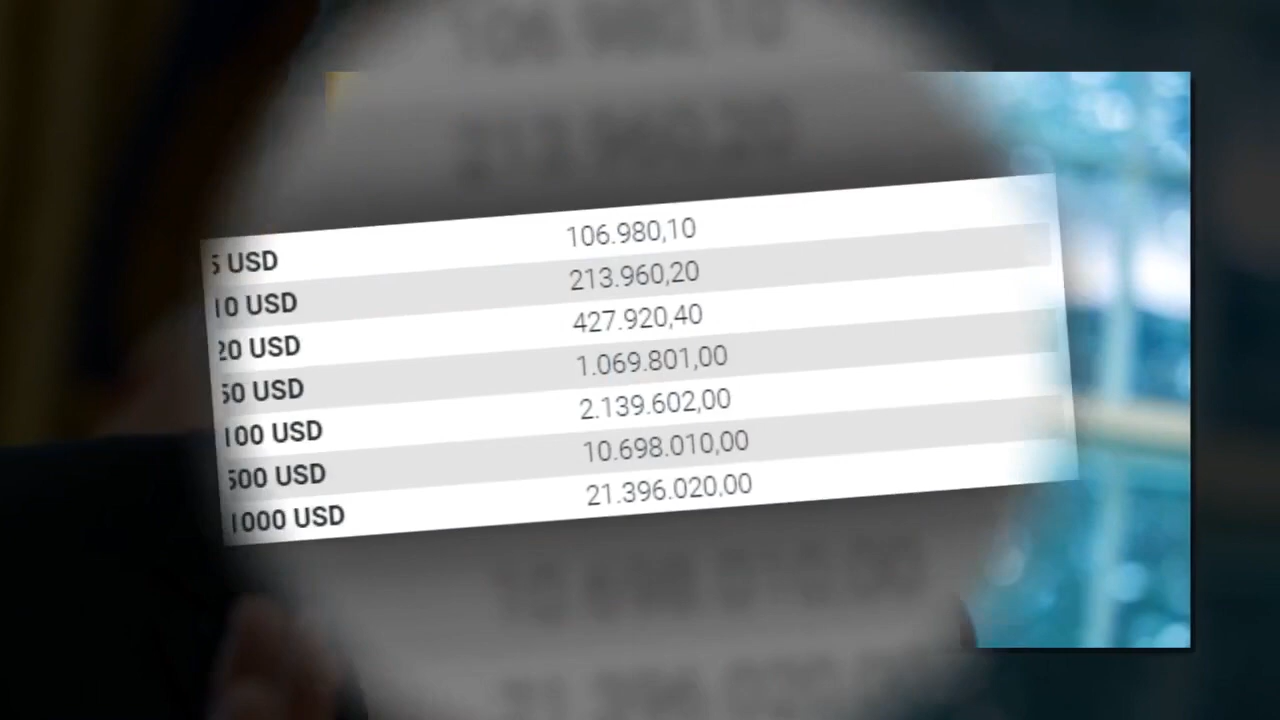 5 USD 106.980,10
10 USD 213.960,20
20 USD 427.920,40
50 USD 1.069.801,00
100 USD 2.139.602,00
500 USD 10.698.010,00
1000 USD 21.396.020,00